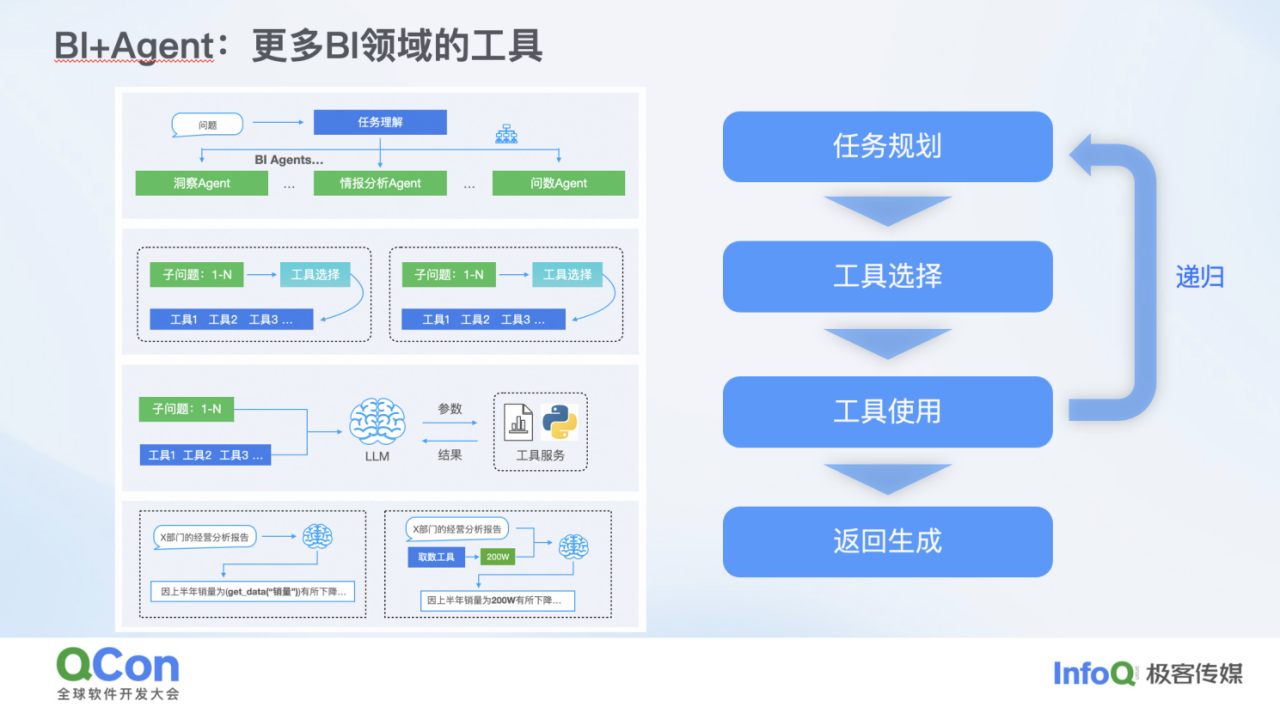 BI+Agent：更多BI领域的工具
问题
任务理解
BI Agents...
洞察Agent
...
情报分析Agent
...
问数Agent
子问题：1-N
工具选择
工具1 工具2 工具3 ...
子问题：1-N
工具选择
工具1 工具2 工具3 ...
子问题：1-N
工具1 工具2 工具3 ...
LLM
参数
结果
工具服务
X部门的经营分析报告
因上半年销量为(get_data("销量"))有所下降...
X部门的经营分析报告
取数工具
200W
因上半年销量为200W有所下降...
任务规划
工具选择
工具使用
返回生成
递归
QCon
全球软件开发大会
InfoQ 极客传媒